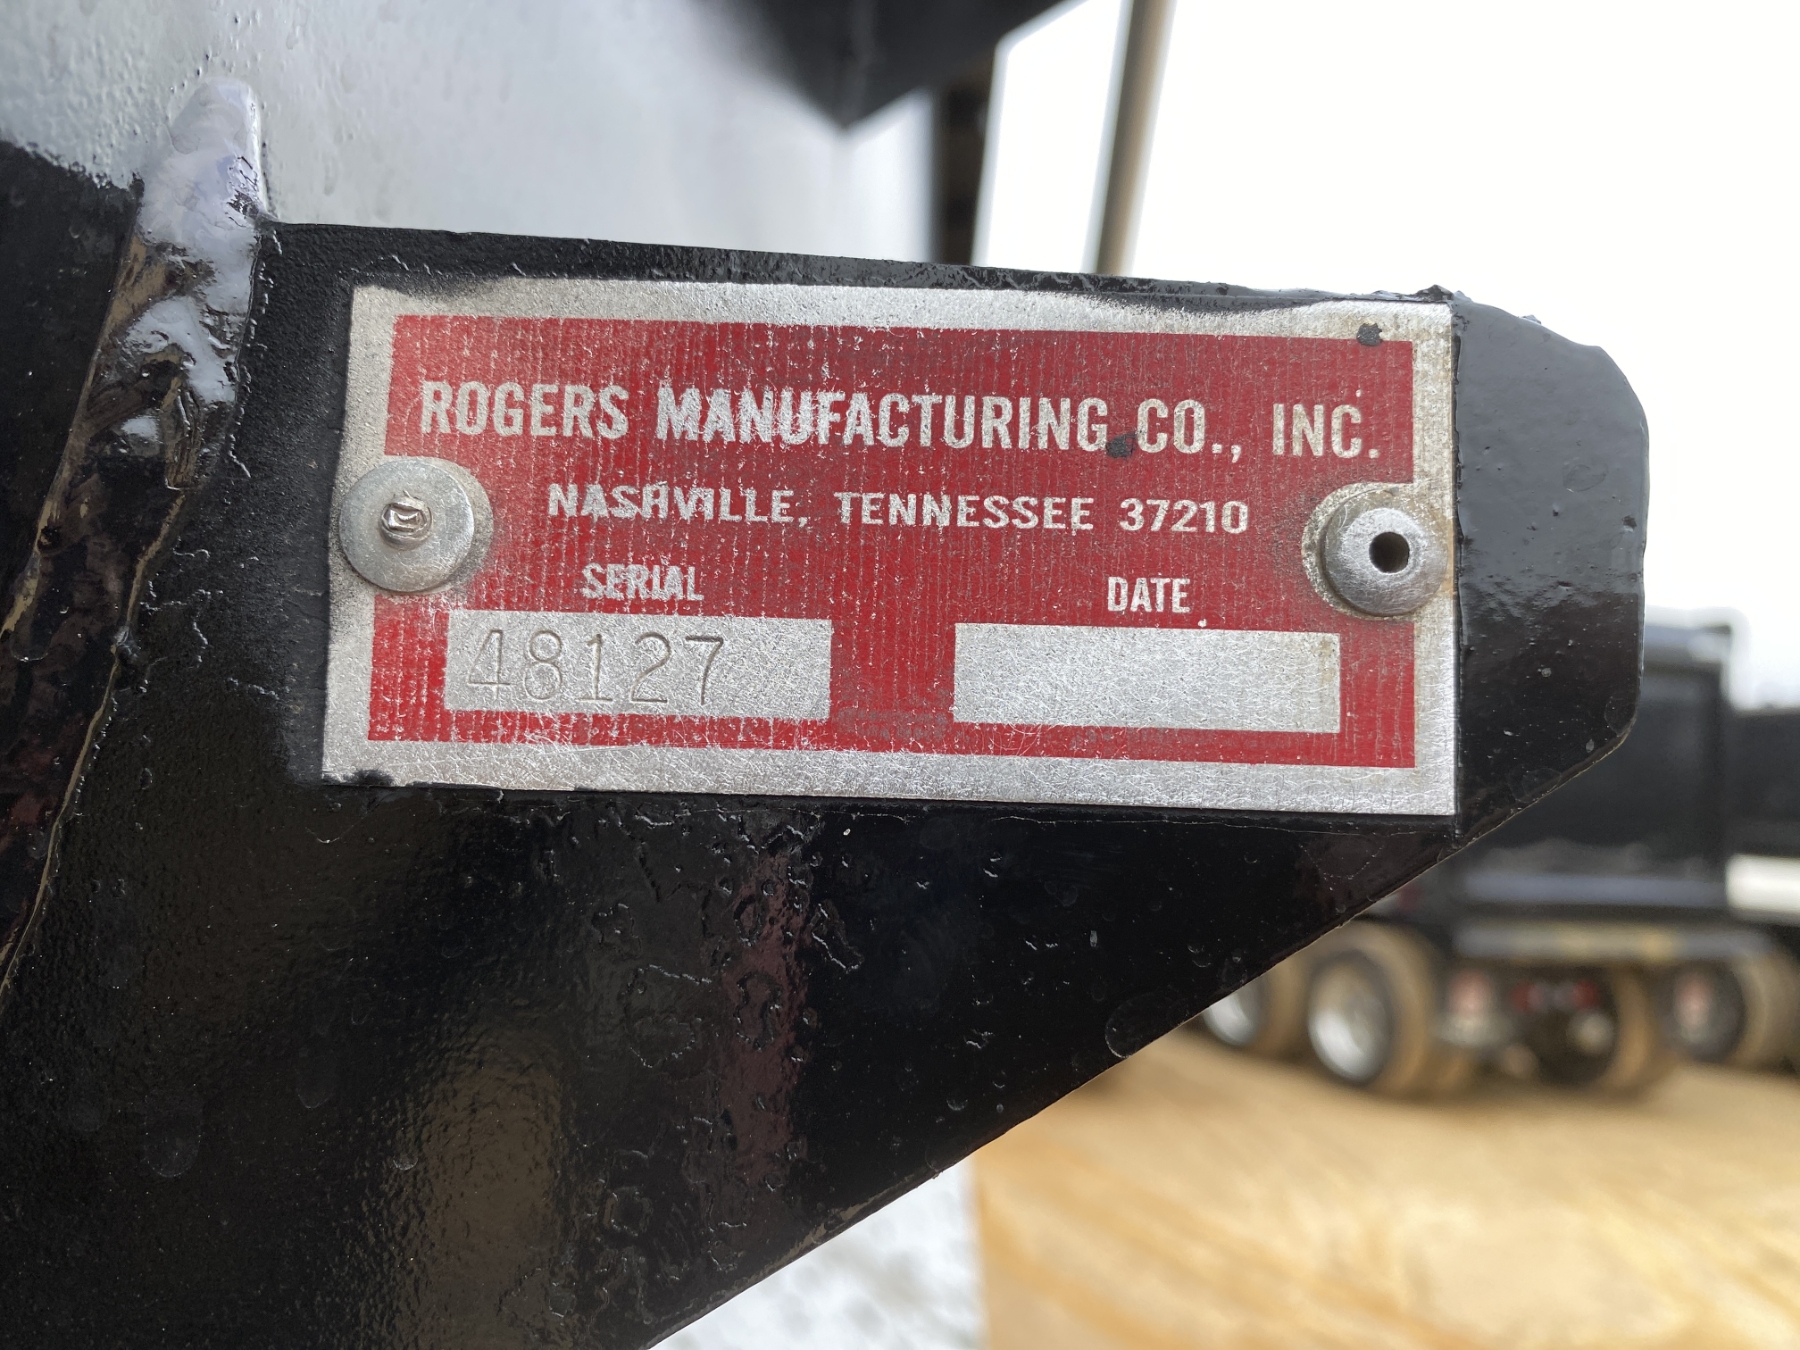 ROGERS MANUFACTURING CO., INC.
NASHVILLE, TENNESSEE 37210
SERIAL DATE
48127